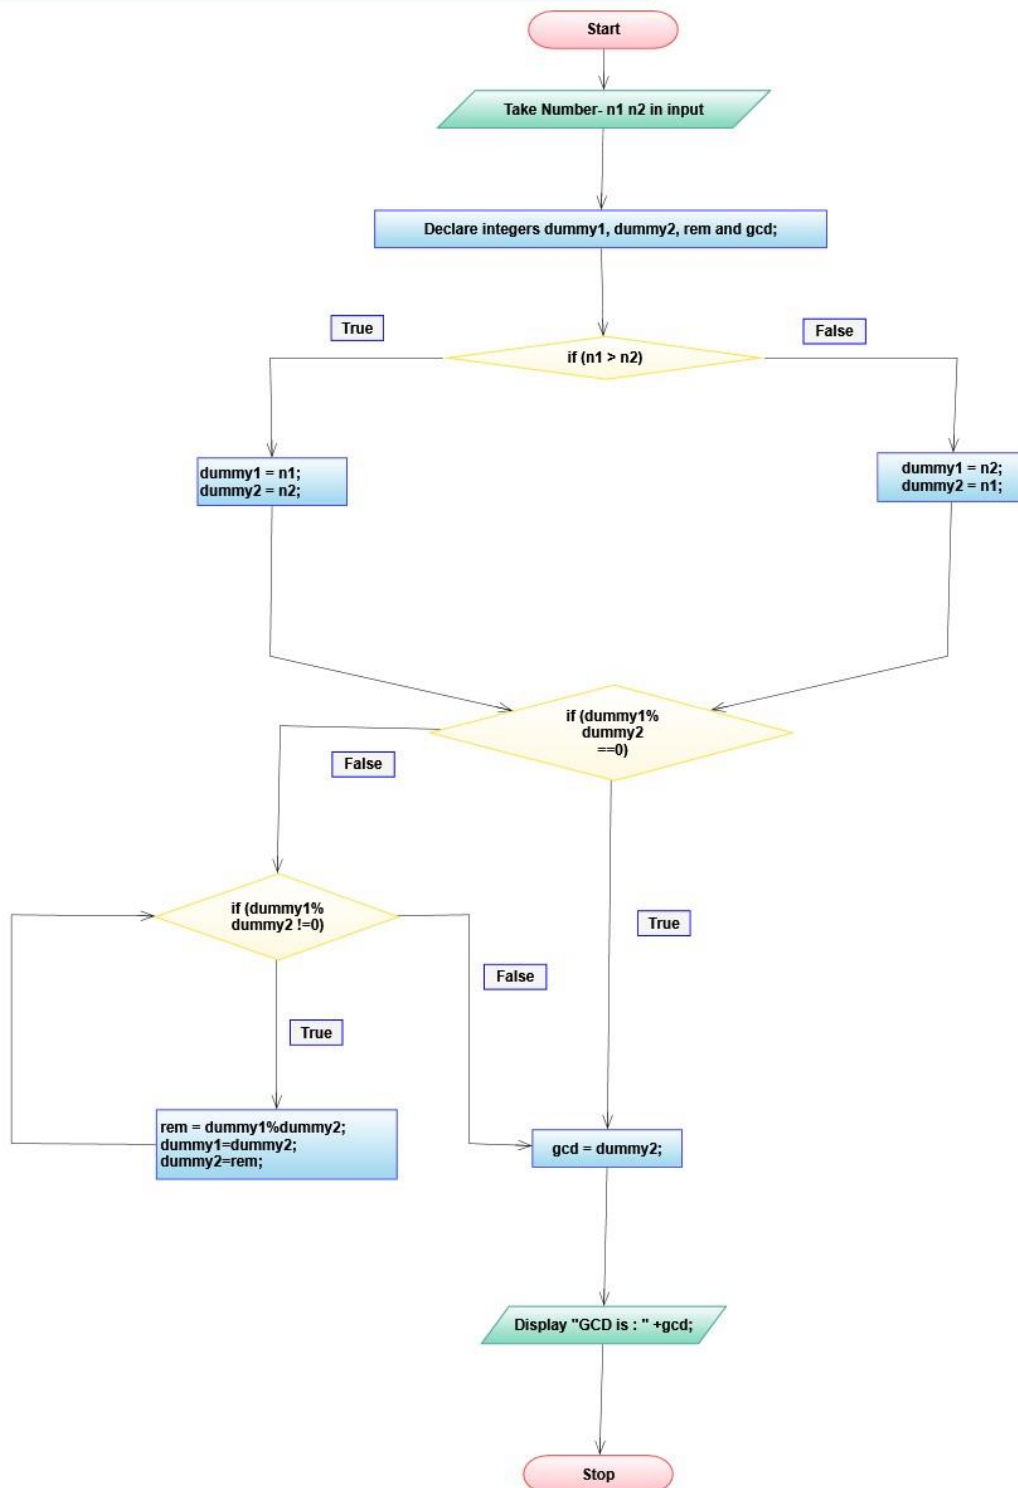 Start
Take Number- n1 n2 in input
Declare integers dummy1, dummy2, rem and gcd;
True
False
if (n1 > n2)
dummy1 = n1;
dummy2 = n2;
dummy1 = n2;
dummy2 = n1;
if (dummy1%
dummy2
==0)
False
if (dummy1%
dummy2 !=0)
True
False
True
rem = dummy1%dummy2;
dummy1=dummy2;
dummy2=rem;
gcd = dummy2;
Display "GCD is : " +gcd;
Stop